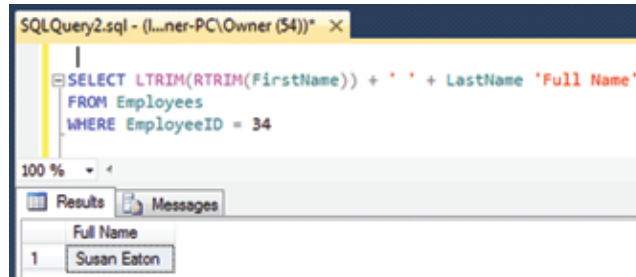 SQLQuery2.sql - (l...ner-PC\Owner (54))* ×
SELECT LTRIM(RTRIM(FirstName)) + ' ' + LastName 'Full Name'
FROM Employees
WHERE EmployeeID = 34
100 %
Results Messages
Full Name
1 Susan Eaton